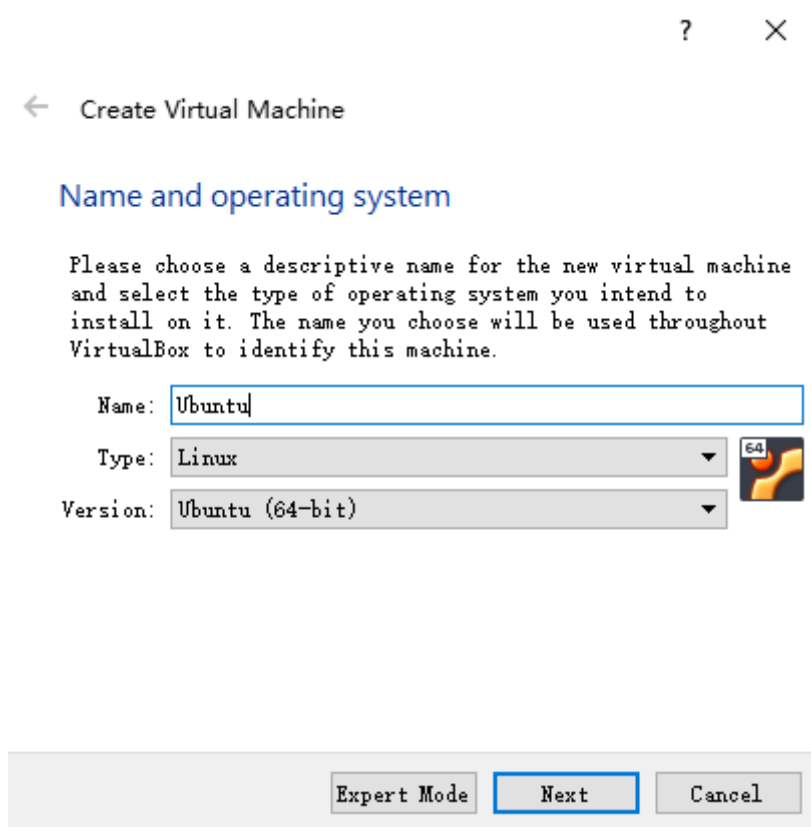 ?
Create Virtual Machine
Name and operating system
Please choose a descriptive name for the new virtual machine
and select the type of operating system you intend to
install on it. The name you choose will be used throughout
VirtualBox to identify this machine.
Name: Ubuntu
Type: Linux
64
Version: Ubuntu (64-bit)
Expert Mode Next Cancel